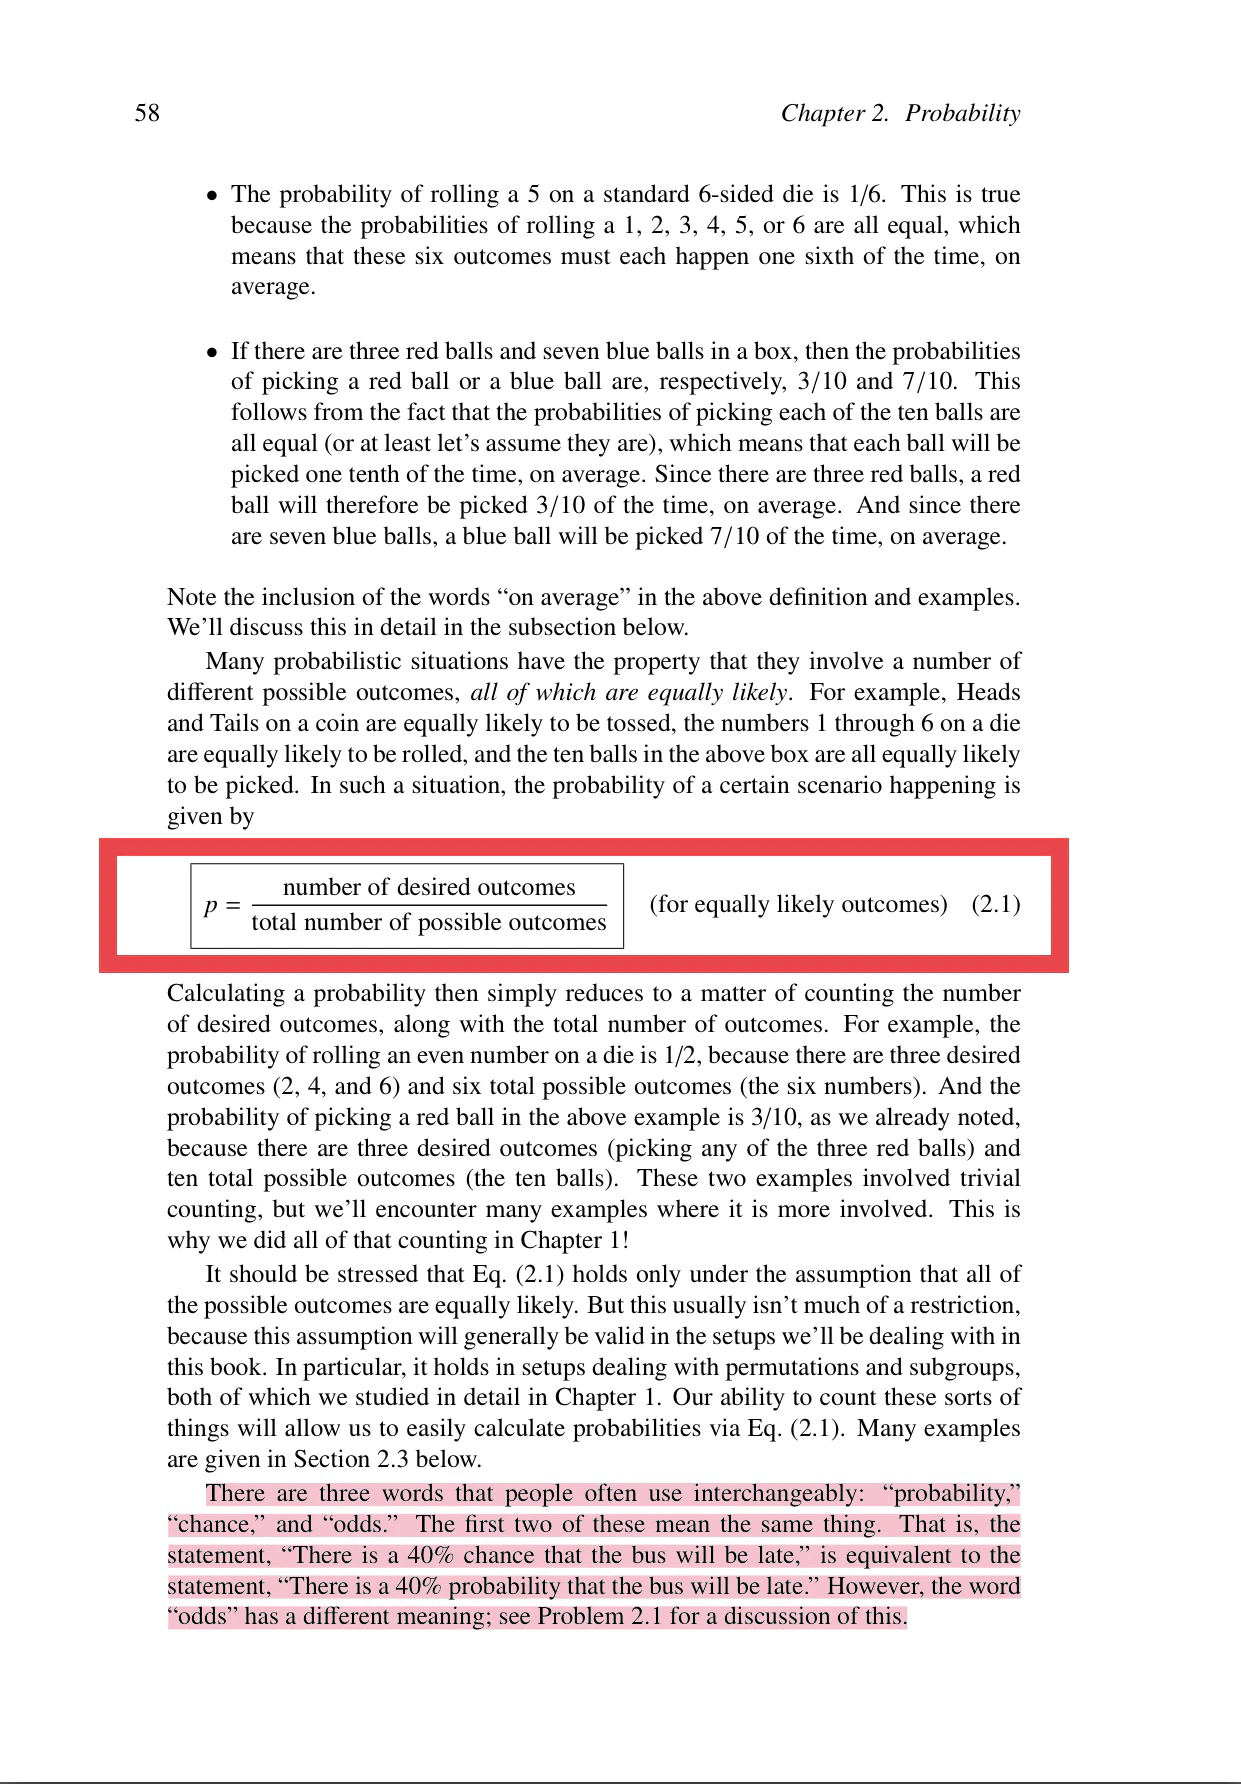 58 Chapter 2. Probability
• The probability of rolling a 5 on a standard 6-sided die is 1/6. This is true
because the probabilities of rolling a 1, 2, 3, 4, 5, or 6 are all equal, which
means that these six outcomes must each happen one sixth of the time, on
average.
• If there are three red balls and seven blue balls in a box, then the probabilities
of picking a red ball or a blue ball are, respectively, 3/10 and 7/10. This
follows from the fact that the probabilities of picking each of the ten balls are
all equal (or at least let’s assume they are), which means that each ball will be
picked one tenth of the time, on average. Since there are three red balls, a red
ball will therefore be picked 3/10 of the time, on average. And since there
are seven blue balls, a blue ball will be picked 7/10 of the time, on average.
Note the inclusion of the words “on average” in the above definition and examples.
We’ll discuss this in detail in the subsection below.
Many probabilistic situations have the property that they involve a number of
different possible outcomes, all of which are equally likely. For example, Heads
and Tails on a coin are equally likely to be tossed, the numbers 1 through 6 on a die
are equally likely to be rolled, and the ten balls in the above box are all equally likely
to be picked. In such a situation, the probability of a certain scenario happening is
given by
p = number of desired outcomes / total number of possible outcomes (for equally likely outcomes) (2.1)
Calculating a probability then simply reduces to a matter of counting the number
of desired outcomes, along with the total number of outcomes. For example, the
probability of rolling an even number on a die is 1/2, because there are three desired
outcomes (2, 4, and 6) and six total possible outcomes (the six numbers). And the
probability of picking a red ball in the above example is 3/10, as we already noted,
because there are three desired outcomes (picking any of the three red balls) and
ten total possible outcomes (the ten balls). These two examples involved trivial
counting, but we’ll encounter many examples where it is more involved. This is
why we did all of that counting in Chapter 1!
It should be stressed that Eq. (2.1) holds only under the assumption that all of
the possible outcomes are equally likely. But this usually isn’t much of a restriction,
because this assumption will generally be valid in the setups we’ll be dealing with in
this book. In particular, it holds in setups dealing with permutations and subgroups,
both of which we studied in detail in Chapter 1. Our ability to count these sorts of
things will allow us to easily calculate probabilities via Eq. (2.1). Many examples
are given in Section 2.3 below.
There are three words that people often use interchangeably: “probability,”
“chance,” and “odds.” The first two of these mean the same thing. That is, the
statement, “There is a 40% chance that the bus will be late,” is equivalent to the
statement, “There is a 40% probability that the bus will be late.” However, the word
“odds” has a different meaning; see Problem 2.1 for a discussion of this.